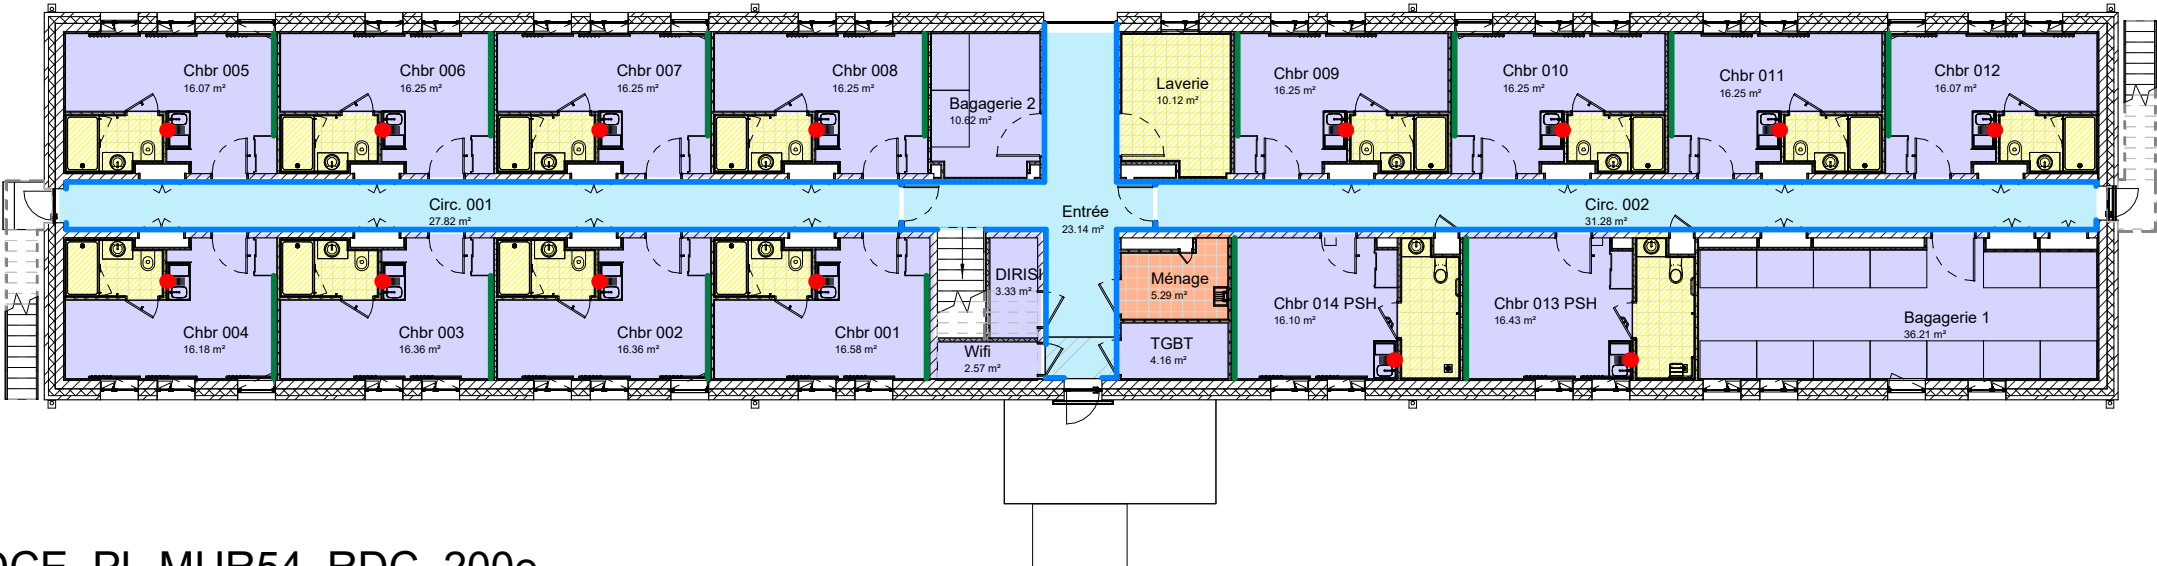 Chbr 005
16.07 m²
Chbr 006
16.25 m²
Chbr 007
16.25 m²
Chbr 008
16.25 m²
Bagagerie 2
10.62 m²
Laverie
10.12 m²
Chbr 009
16.25 m²
Chbr 010
16.25 m²
Chbr 011
16.25 m²
Chbr 012
16.07 m²
Circ. 001
27.82 m²
Entrée
23.14 m²
Circ. 002
31.28 m²
Chbr 004
16.18 m²
Chbr 003
16.36 m²
Chbr 002
16.36 m²
Chbr 001
16.58 m²
DIRISI
3.33 m²
Wifi
2.57 m²
Ménage
5.29 m²
TGBT
4.16 m²
Chbr 014 PSH
16.10 m²
Chbr 013 PSH
16.43 m²
Bagagerie 1
36.21 m²
DCE_PL_MUR54_RDC_200e